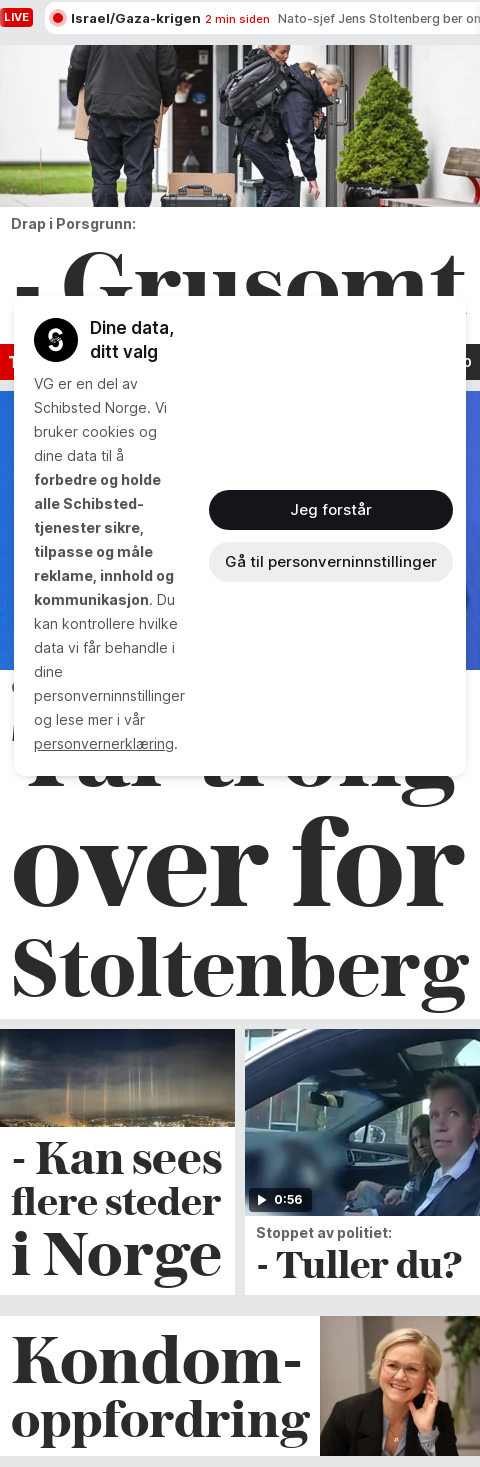 LIVE
Israel/Gaza-krigen 2 min siden Nato-sjef Jens Stoltenberg ber om
Drap i Porsgrunn:
- Grusomt
Dine data,
ditt valg
VG er en del av
Schibsted Norge. Vi
bruker cookies og
dine data til å
forbedre og holde
alle Schibsted-
tjenester sikre,
tilpasse og måle
reklame, innhold og
kommunikasjon. Du
kan kontrollere hvilke
data vi får behandle i
dine
personverninnstillinger
og lese mer i vår
personvernerklæring.
Jeg forstår
Gå til personverninnstillinger
over for
Stoltenberg
- Kan sees
flere steder
i Norge
0:56
Stoppet av politiet:
- Tuller du?
Kondom-
oppfordring